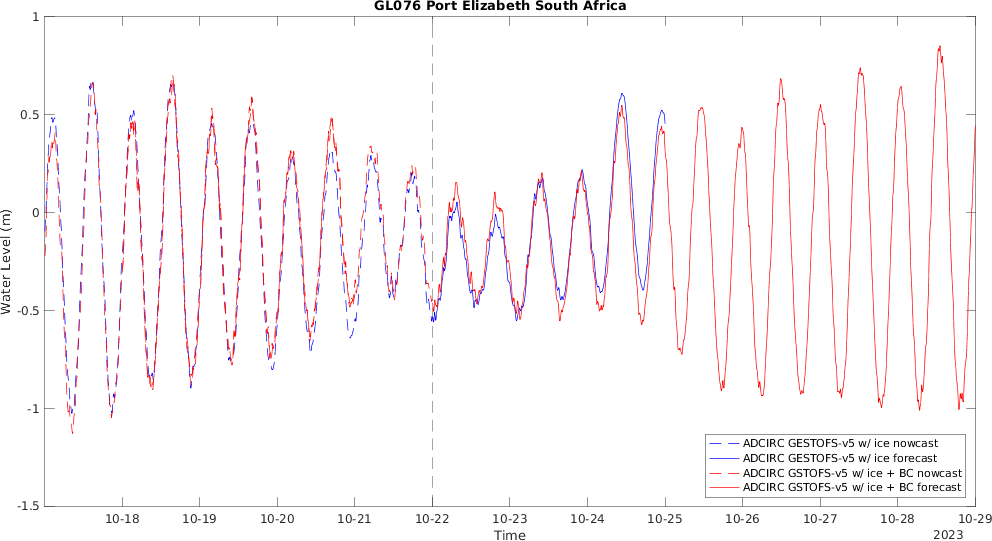 GL076 Port Elizabeth South Africa
1
0.5
0
-0.5
-1
-1.5
Water Level (m)
ADCIRC GESTOFS-v5 w/ ice nowcast
ADCIRC GESTOFS-v5 w/ ice forecast
ADCIRC GSTOFS-v5 w/ ice + BC nowcast
ADCIRC GSTOFS-v5 w/ ice + BC forecast
10-18 10-19 10-20 10-21 10-22 10-23 10-24 10-25 10-26 10-27 10-28 10-29
Time
2023